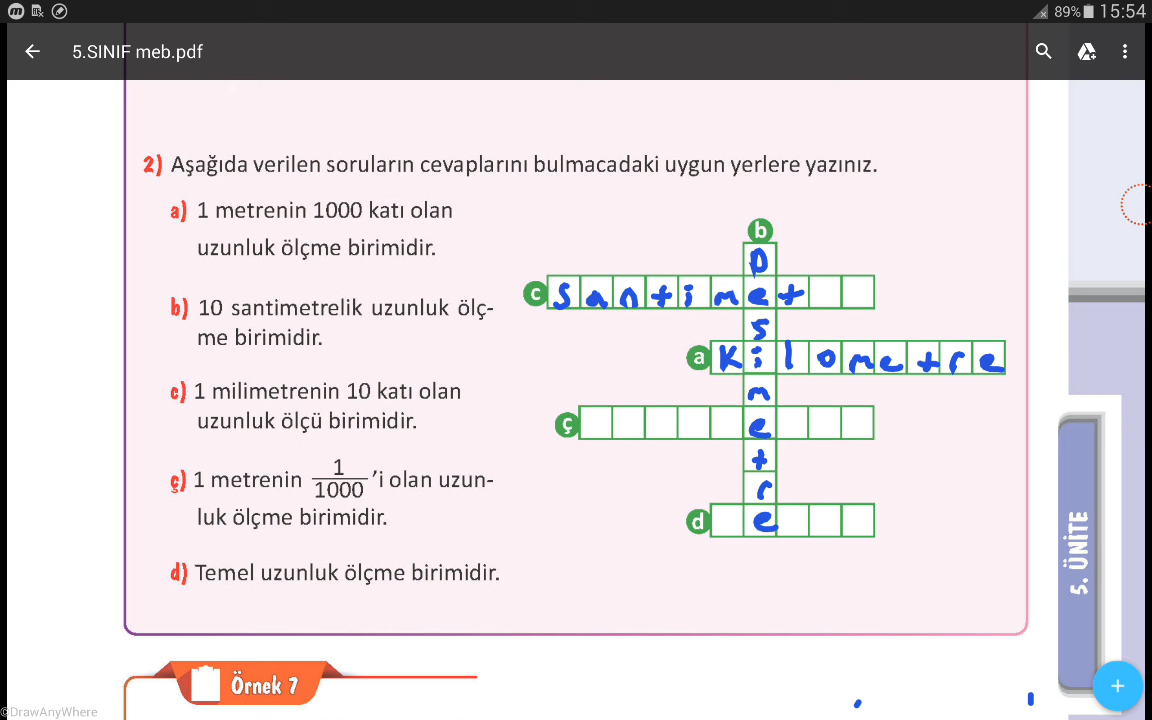 89% 15:54
5.SINIF meb.pdf
2) Aşağıda verilen soruların cevaplarını bulmacadaki uygun yerlere yazınız.
a) 1 metrenin 1000 katı olan
uzunluk ölçme birimidir.
b) 10 santimetrelik uzunluk ölç-
me birimidir.
c) 1 milimetrenin 10 katı olan
uzunluk ölçü birimidir.
ç) 1 metrenin 1/1000 'i olan uzun-
luk ölçme birimidir.
d) Temel uzunluk ölçme birimidir.
b
Desimetre
c santimet
a Kilometre
ç
d
5. ÜNİTE
Örnek 7
©DrawAnyWhere